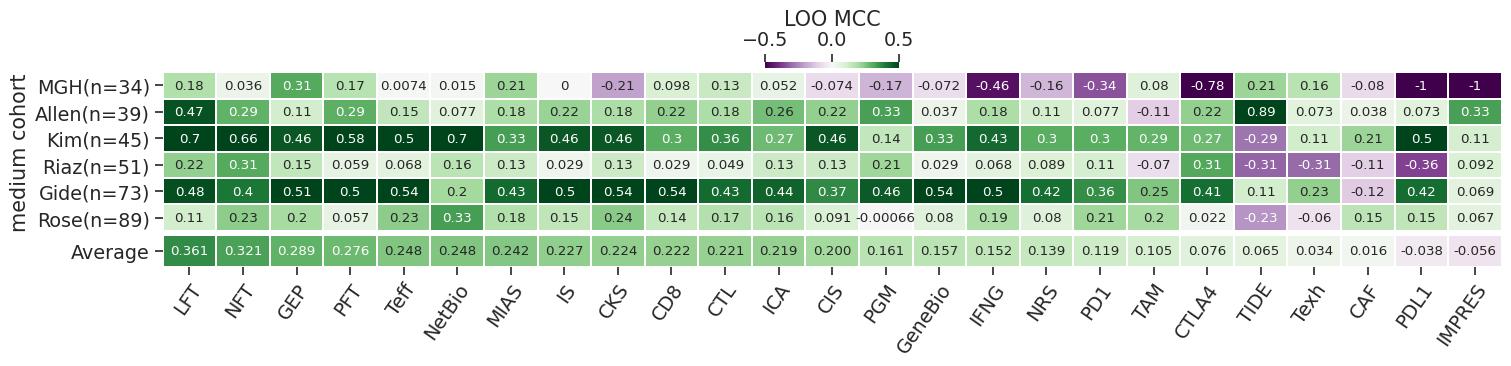 LOO MCC
−0.5 0.0 0.5
medium cohort
MGH(n=34) 0.18 0.036 0.31 0.17 0.0074 0.015 0.21 0 -0.21 0.098 0.13 0.052 -0.074 -0.17 -0.072 -0.46 -0.16 -0.34 0.08 -0.78 0.21 0.16 -0.08 -1 -1
Allen(n=39) 0.47 0.29 0.11 0.29 0.15 0.077 0.18 0.22 0.18 0.22 0.18 0.26 0.22 0.33 0.037 0.18 0.11 0.077 -0.11 0.22 0.89 0.073 0.038 0.073 0.33
Kim(n=45) 0.7 0.66 0.46 0.58 0.5 0.7 0.33 0.46 0.46 0.3 0.36 0.27 0.46 0.14 0.33 0.43 0.3 0.3 0.29 0.27 -0.29 0.11 0.21 0.5 0.11
Riaz(n=51) 0.22 0.31 0.15 0.059 0.068 0.16 0.13 0.029 0.13 0.029 0.049 0.13 0.13 0.21 0.029 0.068 0.089 0.11 -0.07 0.31 -0.31 -0.31 -0.11 -0.36 0.092
Gide(n=73) 0.48 0.4 0.51 0.5 0.54 0.2 0.43 0.5 0.54 0.54 0.43 0.44 0.37 0.46 0.54 0.5 0.42 0.36 0.25 0.41 0.11 0.23 -0.12 0.42 0.069
Rose(n=89) 0.11 0.23 0.2 0.057 0.23 0.33 0.18 0.15 0.24 0.14 0.17 0.16 0.091 -0.00066 0.08 0.19 0.08 0.21 0.2 0.022 -0.23 -0.06 0.15 0.15 0.067
Average 0.361 0.321 0.289 0.276 0.248 0.248 0.242 0.227 0.224 0.222 0.221 0.219 0.200 0.161 0.157 0.152 0.139 0.119 0.105 0.076 0.065 0.034 0.016 -0.038 -0.056
LFT NFT GEP PFT Teff NetBio MIAS IS CKS CD8 CTL ICA CIS PGM GeneBio IFNG NRS PD1 TAM CTLA4 TIDE Texh CAF PDL1 IMPRES